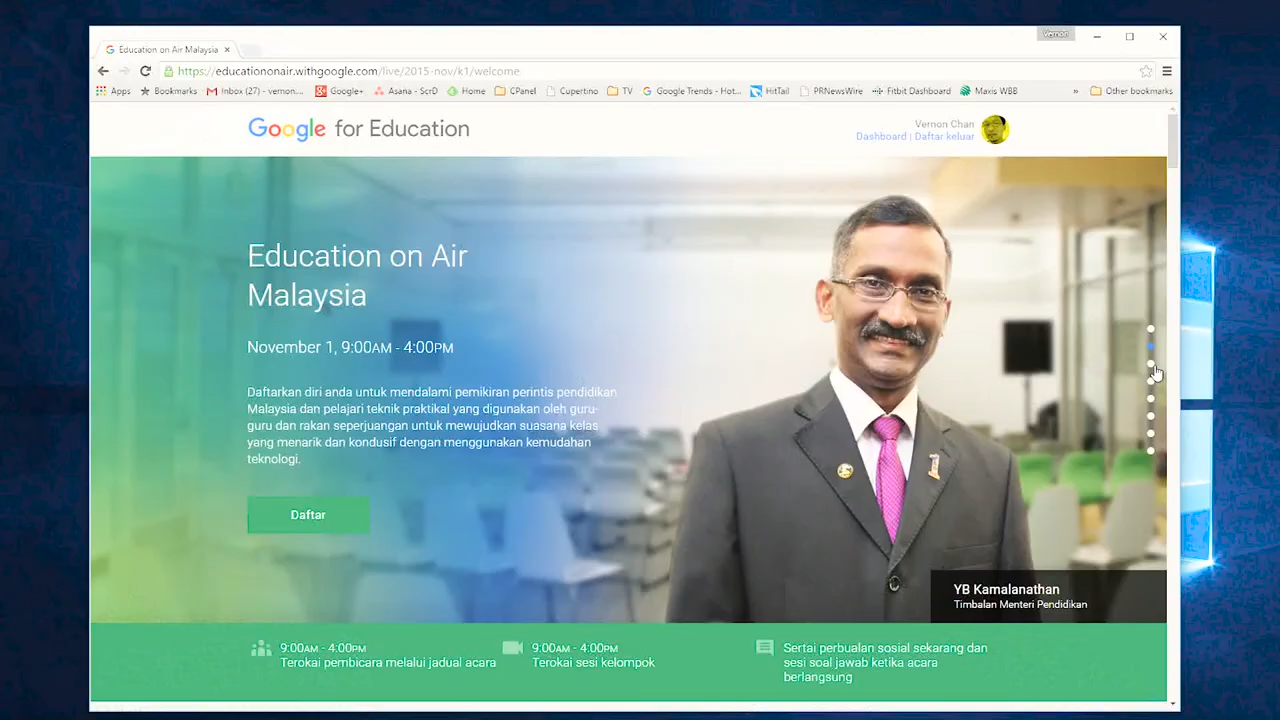 Vernon
Education on Air Malaysia
https://educationonair.withgoogle.com/live/2015-nov/k1/welcome
Apps Bookmarks Inbox (27) - vernon.... Google+ Asana - ScrD Home CPanel Cupertino TV Google Trends - Hot... HitTail PRNewsWire Fitbit Dashboard Maxis WBB » Other bookmarks
Google for Education
Vernon Chan
Dashboard | Daftar keluar
Education on Air
Malaysia
November 1, 9:00AM - 4:00PM
Daftarkan diri anda untuk mendalami pemikiran perintis pendidikan
Malaysia dan pelajari teknik praktikal yang digunakan oleh guru-
guru dan rakan seperjuangan untuk mewujudkan suasana kelas
yang menarik dan kondusif dengan menggunakan kemudahan
teknologi.
Daftar
YB Kamalanathan
Timbalan Menteri Pendidikan
9:00AM - 4:00PM
Terokai pembicara melalui jadual acara
9:00AM - 4:00PM
Terokai sesi kelompok
Sertai perbualan sosial sekarang dan
sesi soal jawab ketika acara
berlangsung